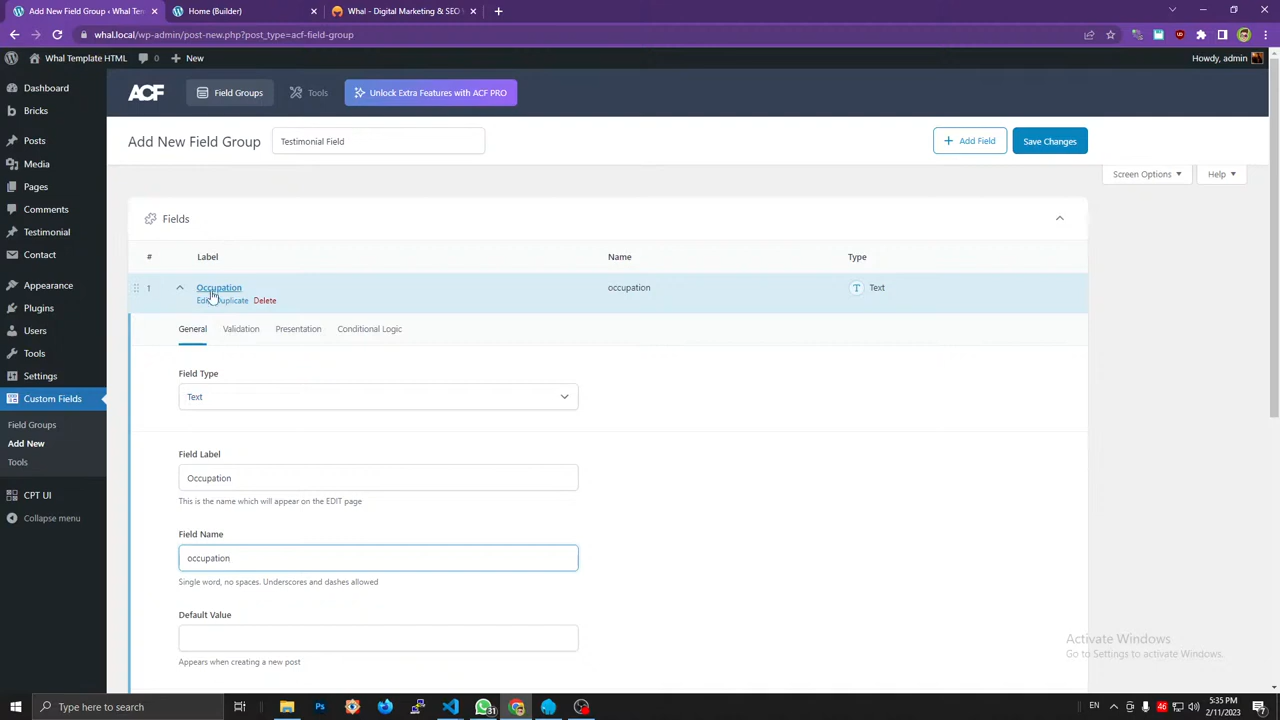 Add New Field Group What Tem
Home (Builder)
Whal - Digital Marketing & SEO
whal.local/wp-admin/post-new.php?post_type=acf-field-group
Whal Template HTML
0
New
Howdy, admin
Dashboard
Bricks
Posts
Media
Pages
Comments
Testimonial
Contact
Appearance
Plugins
Users
Tools
Settings
Custom Fields
Field Groups
Add New
Tools
CPT UI
Collapse menu
ACF
Field Groups
Tools
Unlock Extra Features with ACF PRO
Add New Field Group
Testimonial Field
Add Field
Save Changes
Screen Options
Help
Fields
# Label Name Type
1 Occupation occupation T Text
Edit Duplicate Delete
General Validation Presentation Conditional Logic
Field Type
Text
Field Label
Occupation
This is the name which will appear on the EDIT page
Field Name
occupation
Single word, no spaces. Underscores and dashes allowed
Default Value
Appears when creating a new post
Activate Windows
Go to Settings to activate Windows.
Type here to search
Ps
31
EN
46
5:35 PM
2/11/2023